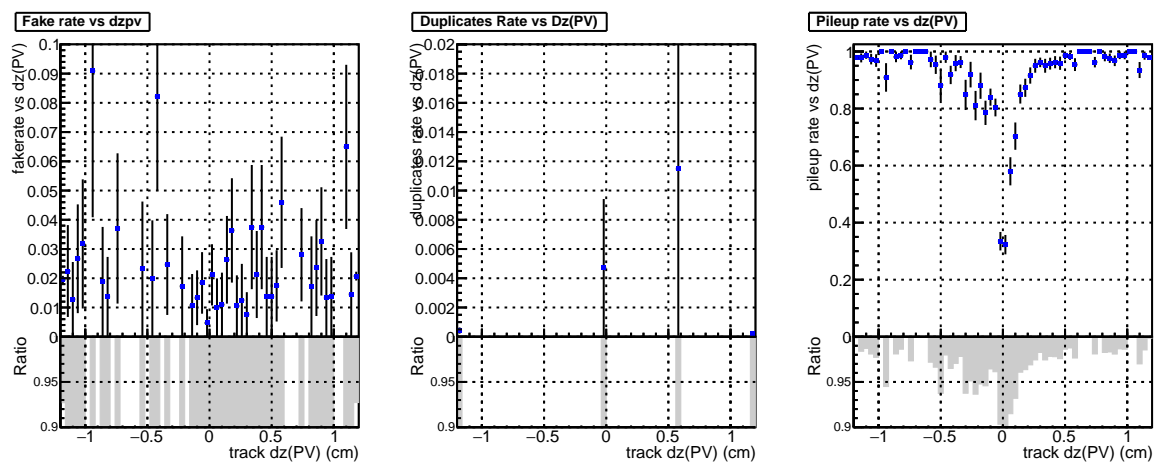 Fake rate vs dzpv
fakerate vs dz(PV)
0.1
0.09
0.08
0.07
0.06
0.05
0.04
0.03
0.02
0.01
0
Ratio
0.95
0.9
−1 −0.5 0 0.5 1
track dz(PV) (cm)
Duplicates Rate vs Dz(PV)
duplicates rate vs Dz(PV)
0.02
0.018
0.016
0.014
0.012
0.01
0.008
0.006
0.004
0.002
0
Ratio
0.95
0.9
−1 −0.5 0 0.5 1
track dz(PV) (cm)
Pileup rate vs dz(PV)
pileup rate vs dz(PV)
1
0.8
0.6
0.4
0.2
0
Ratio
0.95
0.9
−1 −0.5 0 0.5 1
track dz(PV) (cm)